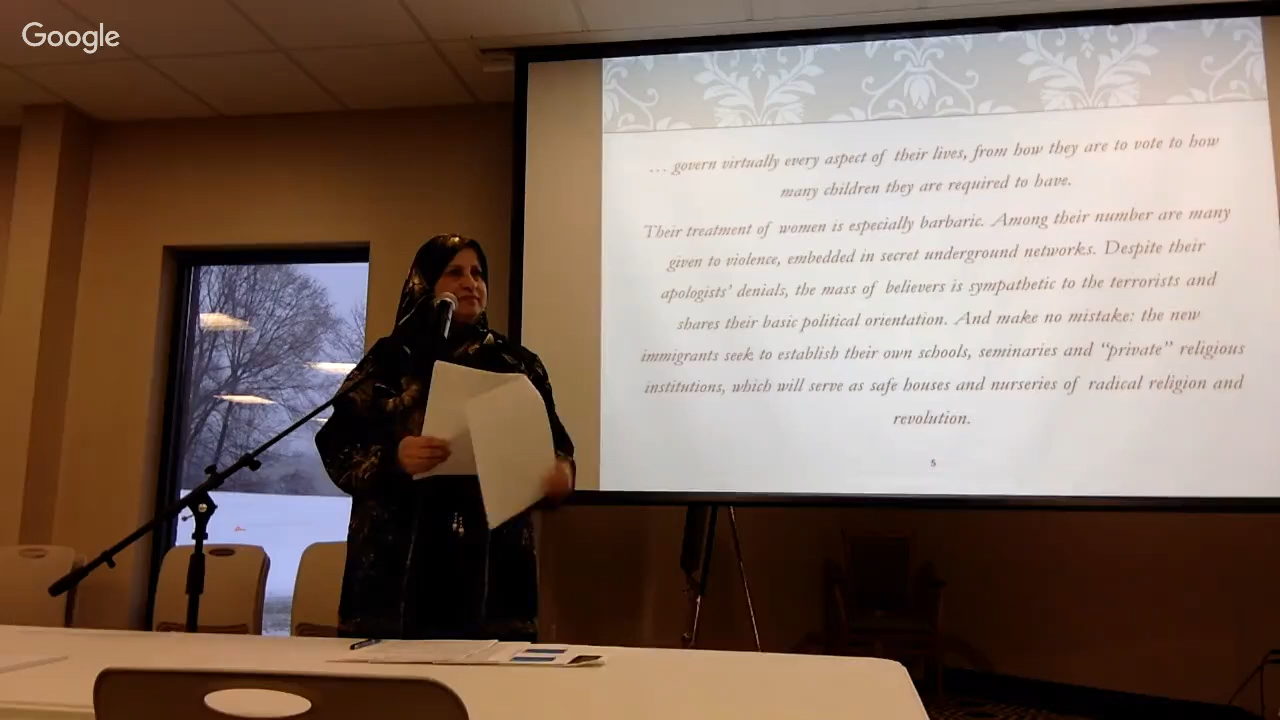 Google
… govern virtually every aspect of their lives, from how they are to vote to how
many children they are required to have.
Their treatment of women is especially barbaric. Among their number are many
given to violence, embedded in secret underground networks. Despite their
apologists' denials, the mass of believers is sympathetic to the terrorists and
shares their basic political orientation. And make no mistake: the new
immigrants seek to establish their own schools, seminaries and “private” religious
institutions, which will serve as safe houses and nurseries of radical religion and
revolution.
5